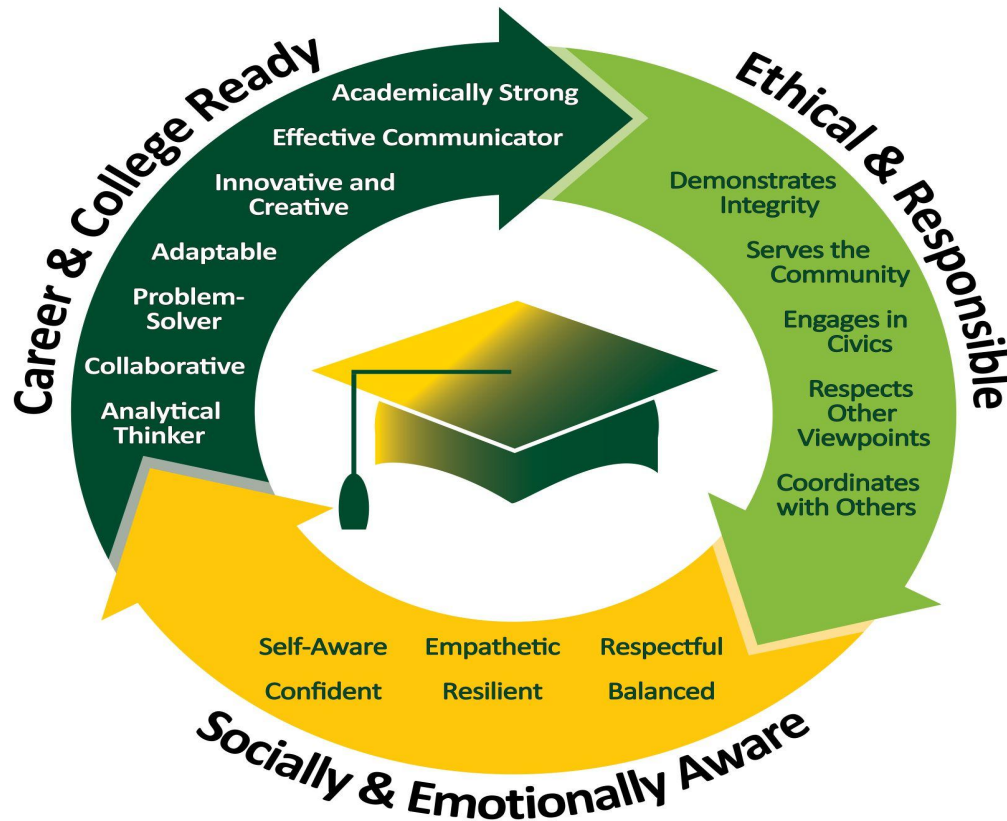 Career & College Ready
Academically Strong
Effective Communicator
Innovative and
Creative
Adaptable
Problem-
Solver
Collaborative
Analytical
Thinker
Ethical & Responsible
Demonstrates
Integrity
Serves the
Community
Engages in
Civics
Respects
Other
Viewpoints
Coordinates
with Others
Self-Aware Empathetic Respectful
Confident Resilient Balanced
Socially & Emotionally Aware